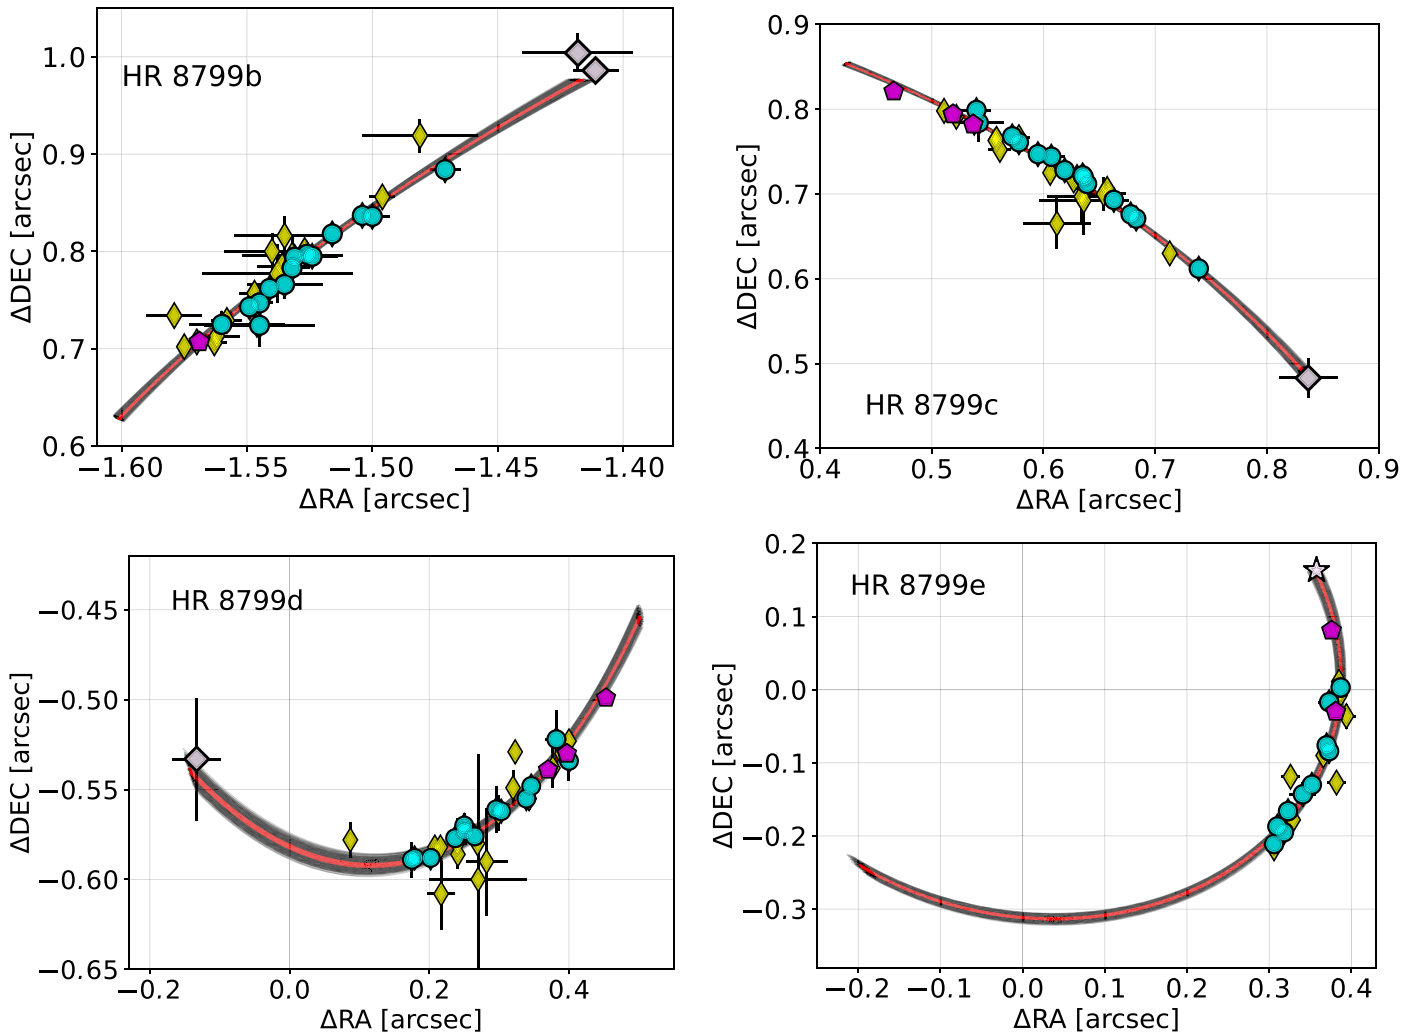 HR 8799b
1.0
0.9
0.8
0.7
0.6
ΔDEC [arcsec]
−1.60 −1.55 −1.50 −1.45 −1.40
ΔRA [arcsec]
HR 8799c
0.9
0.8
0.7
0.6
0.5
0.4
ΔDEC [arcsec]
0.4 0.5 0.6 0.7 0.8 0.9
ΔRA [arcsec]
HR 8799d
−0.45
−0.50
−0.55
−0.60
−0.65
ΔDEC [arcsec]
−0.2 0.0 0.2 0.4
ΔRA [arcsec]
HR 8799e
0.2
0.1
0.0
−0.1
−0.2
−0.3
ΔDEC [arcsec]
−0.2 −0.1 0.0 0.1 0.2 0.3 0.4
ΔRA [arcsec]